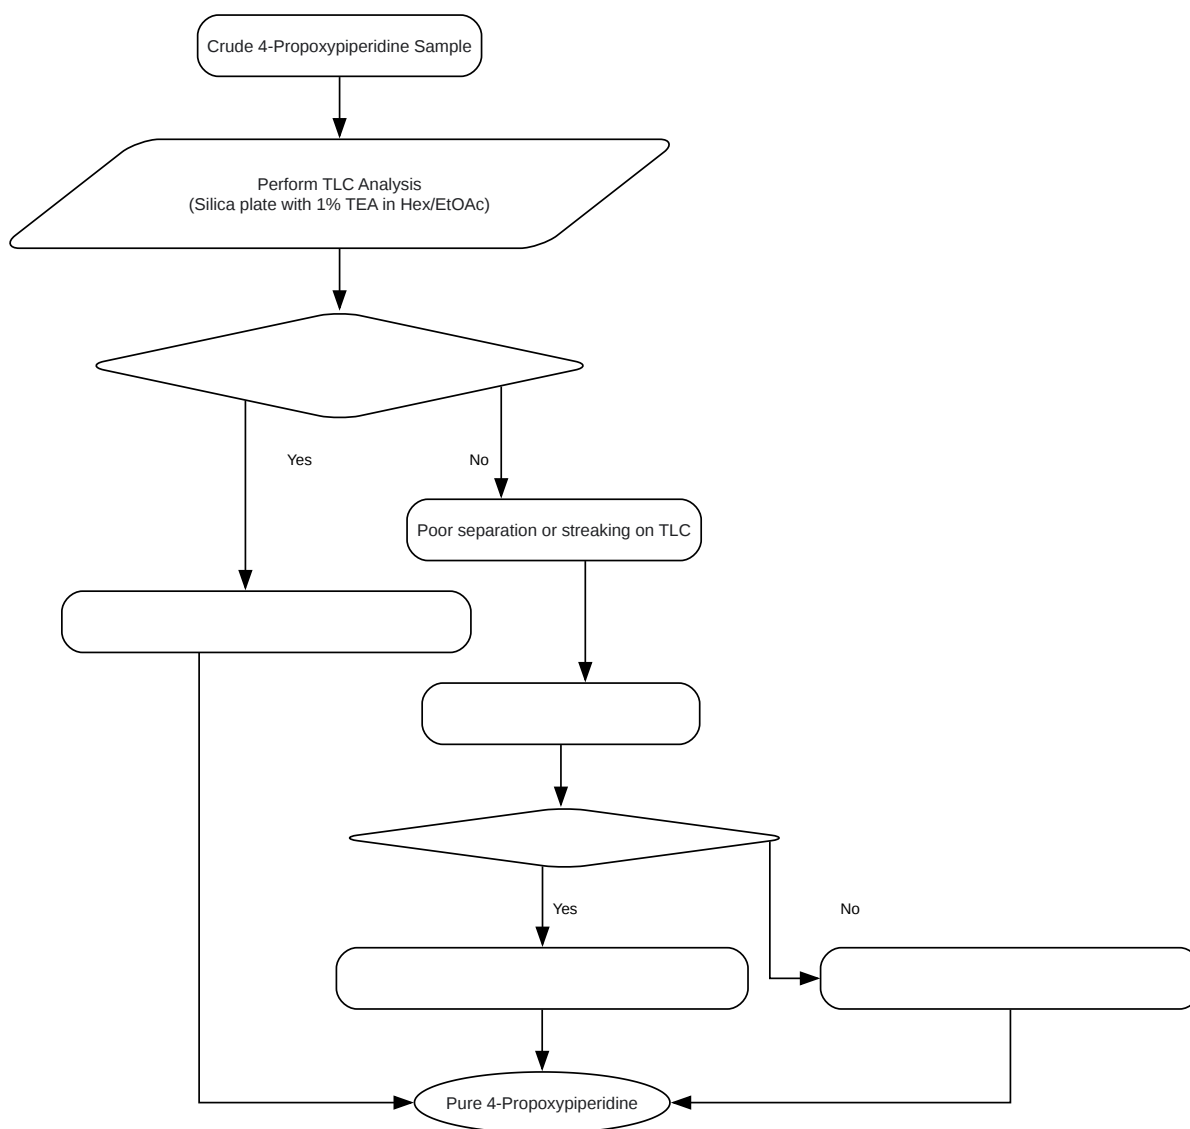 Crude 4-Propoxypiperidine Sample
Perform TLC Analysis
(Silica plate with 1% TEA in Hex/EtOAc)
Yes
No
Poor separation or streaking on TLC
Yes
No
Pure 4-Propoxypiperidine